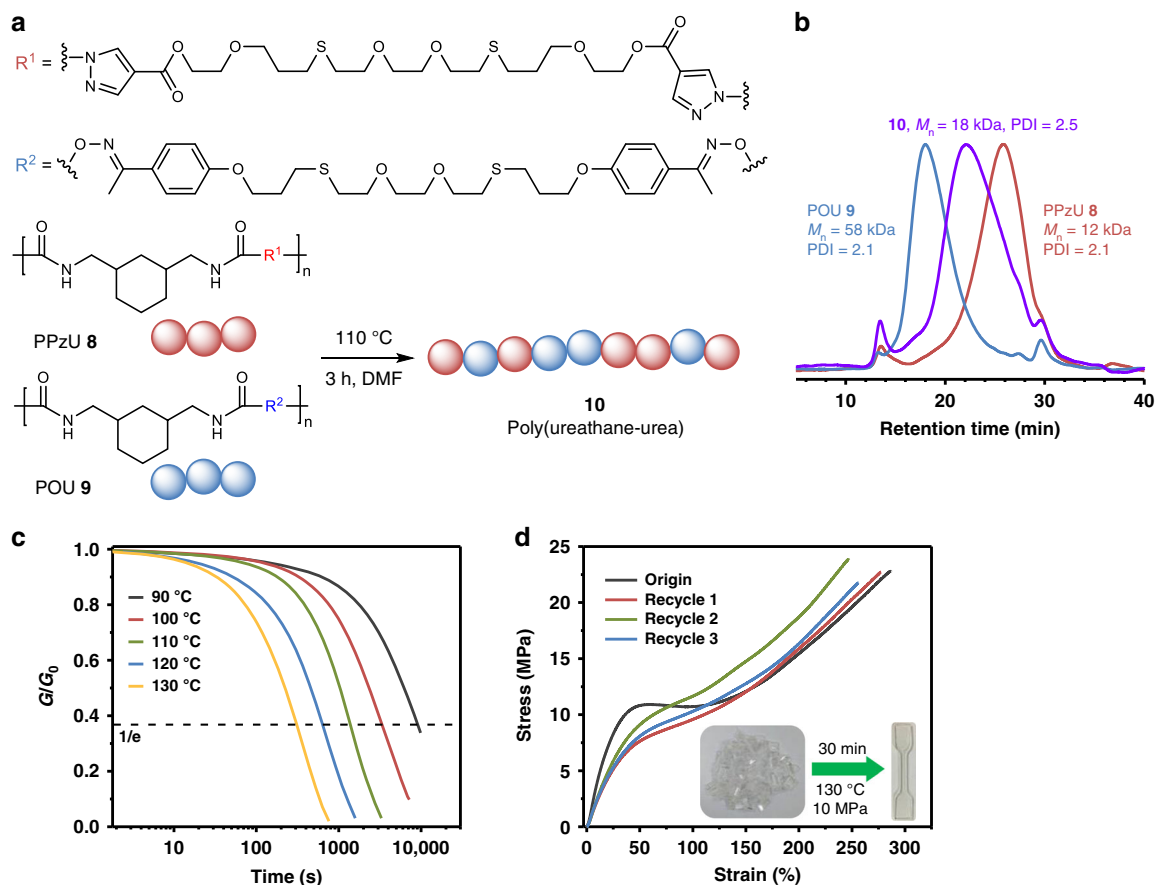 a
R1 =
N
N
O
O
O
S
O
O
S
O
O
O
N
N
R2 =
O
N
O
S
O
O
S
O
N
O
O
N
H
N
H
O
R1
n
PPzU 8
O
N
H
N
H
O
R2
n
POU 9
110 °C
3 h, DMF
10
Poly(ureathane-urea)
b
10, Mn = 18 kDa, PDI = 2.5
POU 9
Mn = 58 kDa
PDI = 2.1
PPzU 8
Mn = 12 kDa
PDI = 2.1
10 20 30 40
Retention time (min)
c
G/G0
1.0
0.8
0.6
0.4
0.2
0.0
90 °C
100 °C
110 °C
120 °C
130 °C
1/e
10 100 1000 10,000
Time (s)
d
Stress (MPa)
25
20
15
10
5
0
Origin
Recycle 1
Recycle 2
Recycle 3
30 min
130 °C
10 MPa
0 50 100 150 200 250 300
Strain (%)